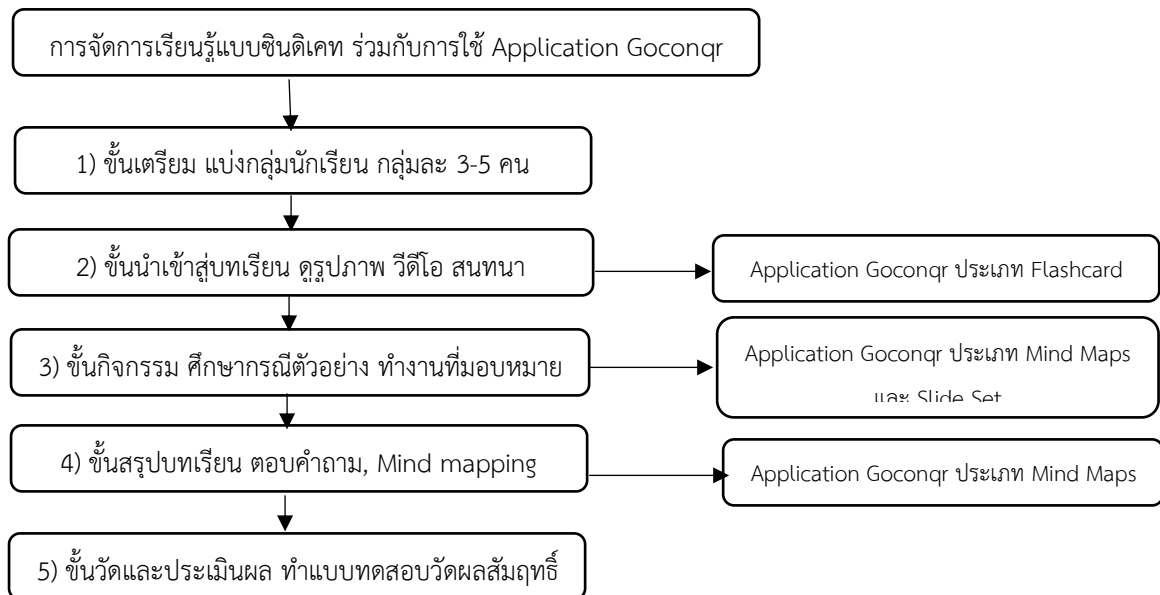 การจัดการเรียนรู้แบบซินดิเคท ร่วมกับการใช้ Application Goconqr
1) ขั้นเตรียม แบ่งกลุ่มนักเรียน กลุ่มละ 3-5 คน
2) ขั้นนำเข้าสู่บทเรียน ดูรูปภาพ วีดีโอ สนทนา
Application Goconqr ประเภท Flashcard
3) ขั้นกิจกรรม ศึกษากรณีตัวอย่าง ทำงานที่มอบหมาย
Application Goconqr ประเภท Mind Maps
และ Slide Set
4) ขั้นสรุปบทเรียน ตอบคำถาม, Mind mapping
Application Goconqr ประเภท Mind Maps
5) ขั้นวัดและประเมินผล ทำแบบทดสอบวัดผลสัมฤทธิ์